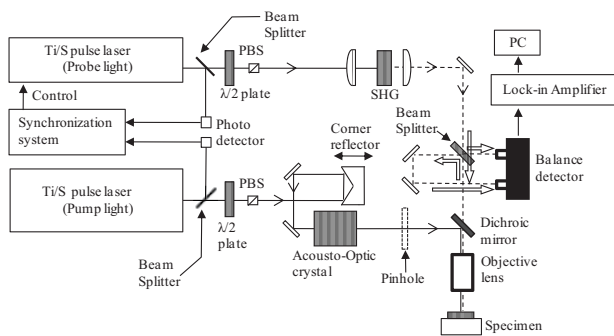 Ti/S pulse laser
(Probe light)
Beam
Splitter
PBS
λ/2 plate
SHG
PC
Lock-in Amplifier
Control
Synchronization
system
Photo
detector
Corner
reflector
Beam
Splitter
Balance
detector
Ti/S pulse laser
(Pump light)
PBS
λ/2
plate
Beam
Splitter
Acousto-Optic
crystal
Pinhole
Dichroic
mirror
Objective
lens
Specimen